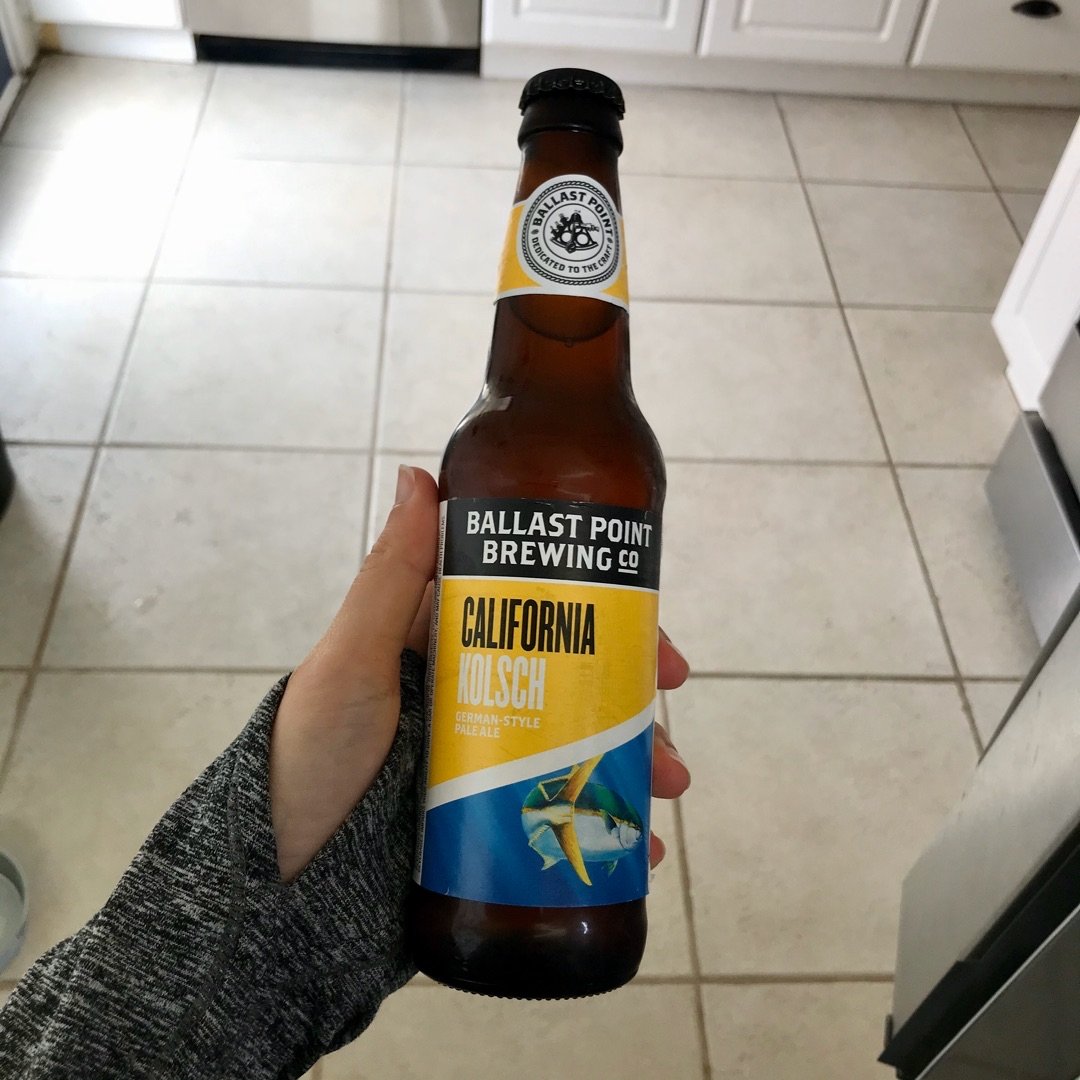 BALLAST POINT
DEDICATED TO THE CRAFT
BALLAST POINT
BREWING CO
CALIFORNIA
KOLSCH
GERMAN-STYLE
PALE ALE